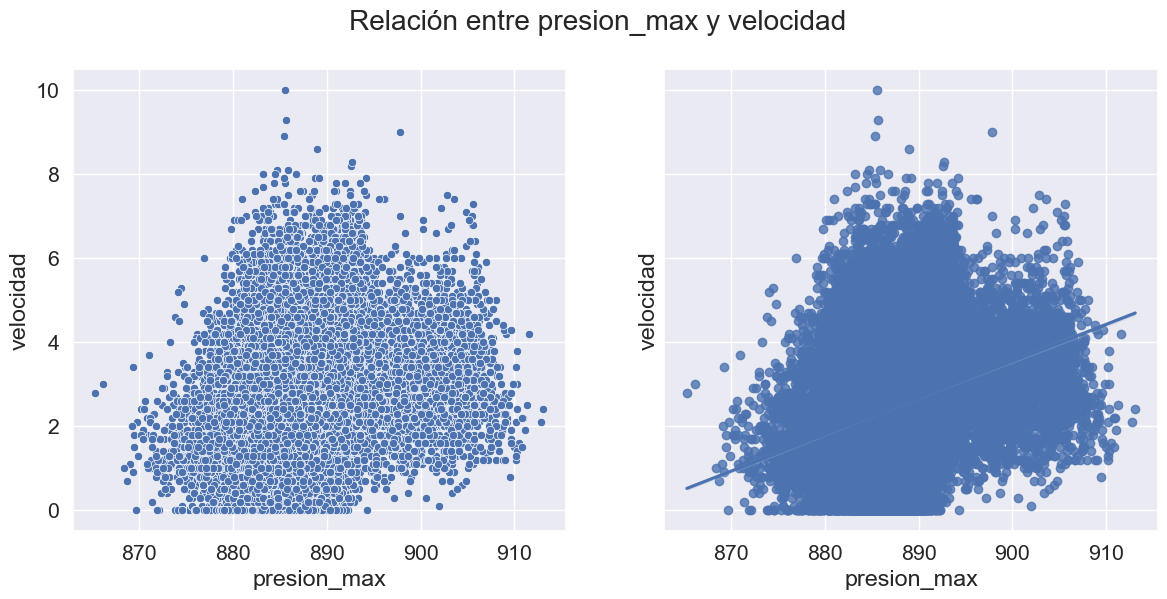 Relación entre presion_max y velocidad
velocidad
10
8
6
4
2
0
870 880 890 900 910
presion_max
velocidad
870 880 890 900 910
presion_max